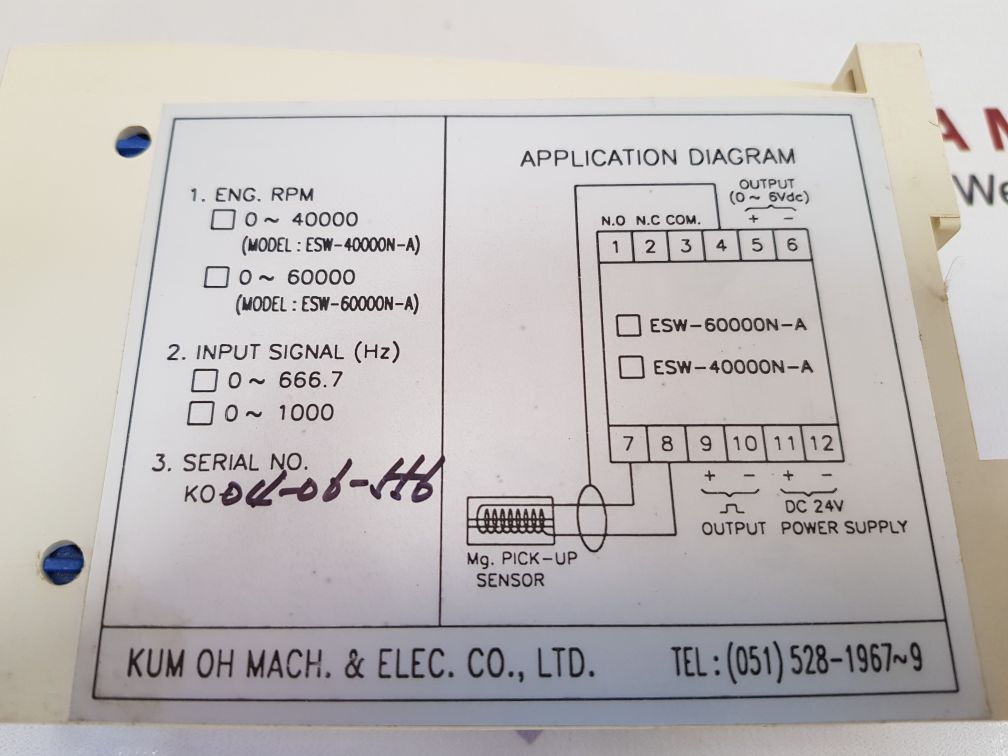 1. ENG. RPM
0 ~ 40000
(MODEL : ESW-40000N-A)
0 ~ 60000
(MODEL : ESW-60000N-A)
2. INPUT SIGNAL (Hz)
0 ~ 666.7
0 ~ 1000
3. SERIAL NO.
KO
APPLICATION DIAGRAM
OUTPUT
(0 ~ 6Vdc)
+ −
N.O N.C COM.
1 2 3 4 5 6
ESW-60000N-A
ESW-40000N-A
7 8 9 10 11 12
+ − + −
DC 24V
OUTPUT POWER SUPPLY
Mg. PICK-UP
SENSOR
KUM OH MACH. & ELEC. CO., LTD. TEL : (051) 528-1967~9
A M
We